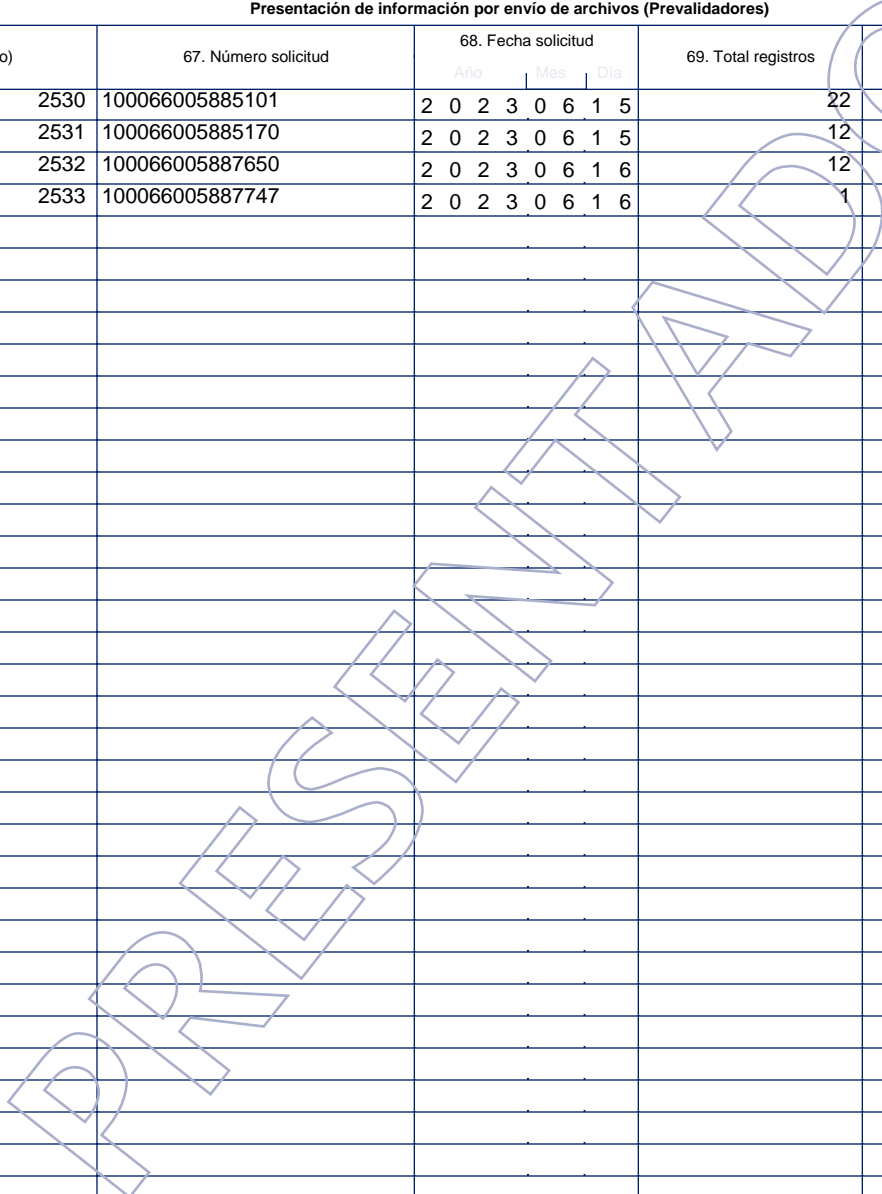 Presentación de información por envío de archivos (Prevalidadores)
o) 67. Número solicitud 68. Fecha solicitud 69. Total registros
Año Mes Día
2530 100066005885101 2 0 2 3 0 6 1 5 22
2531 100066005885170 2 0 2 3 0 6 1 5 12
2532 100066005887650 2 0 2 3 0 6 1 6 12
2533 100066005887747 2 0 2 3 0 6 1 6 1
PRESENTADO